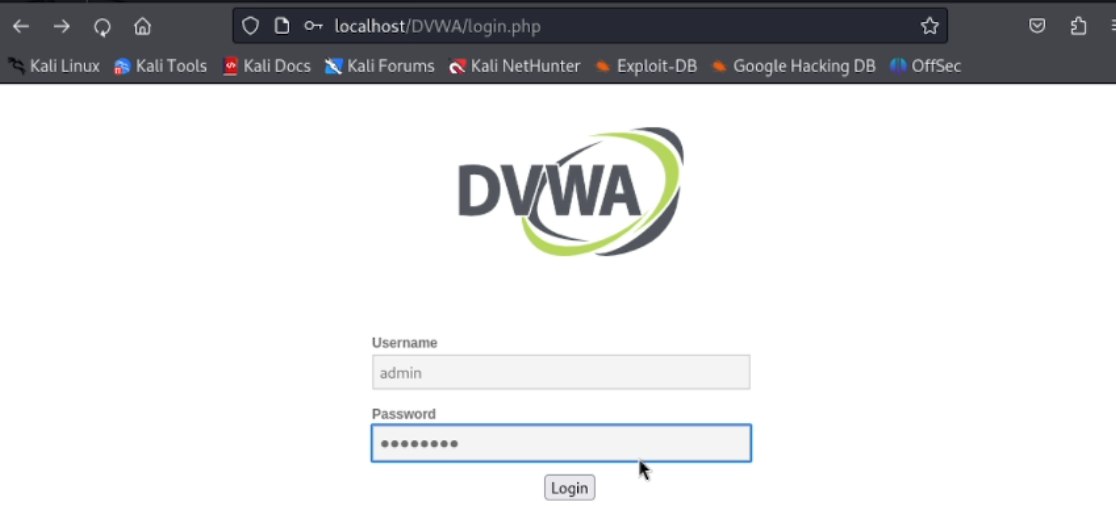 localhost/DVWA/login.php
Kali Linux Kali Tools Kali Docs Kali Forums Kali NetHunter Exploit-DB Google Hacking DB OffSec
DVWA
Username
admin
Password
••••••••
Login